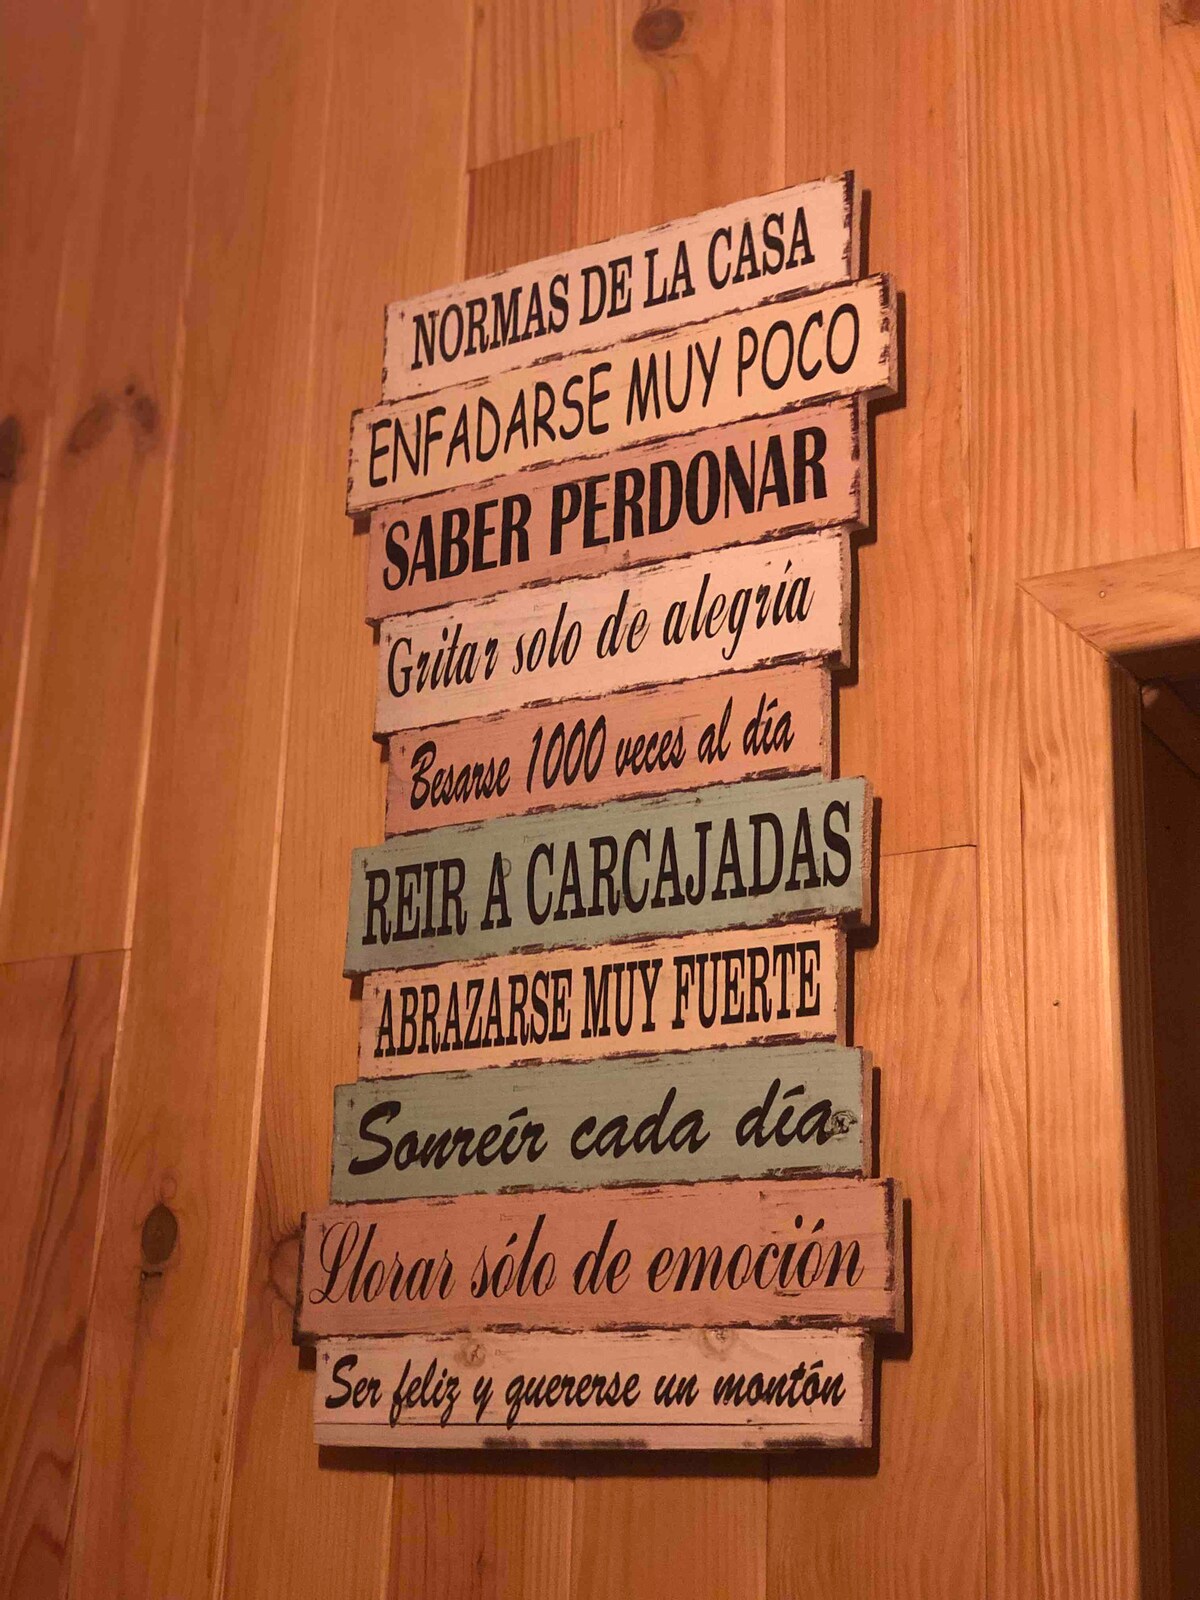 NORMAS DE LA CASA
ENFADARSE MUY POCO
SABER PERDONAR
Gritar solo de alegría
Besarse 1000 veces al día
REIR A CARCAJADAS
ABRAZARSE MUY FUERTE
Sonreír cada día
Llorar sólo de emoción
Ser feliz y quererse un montón